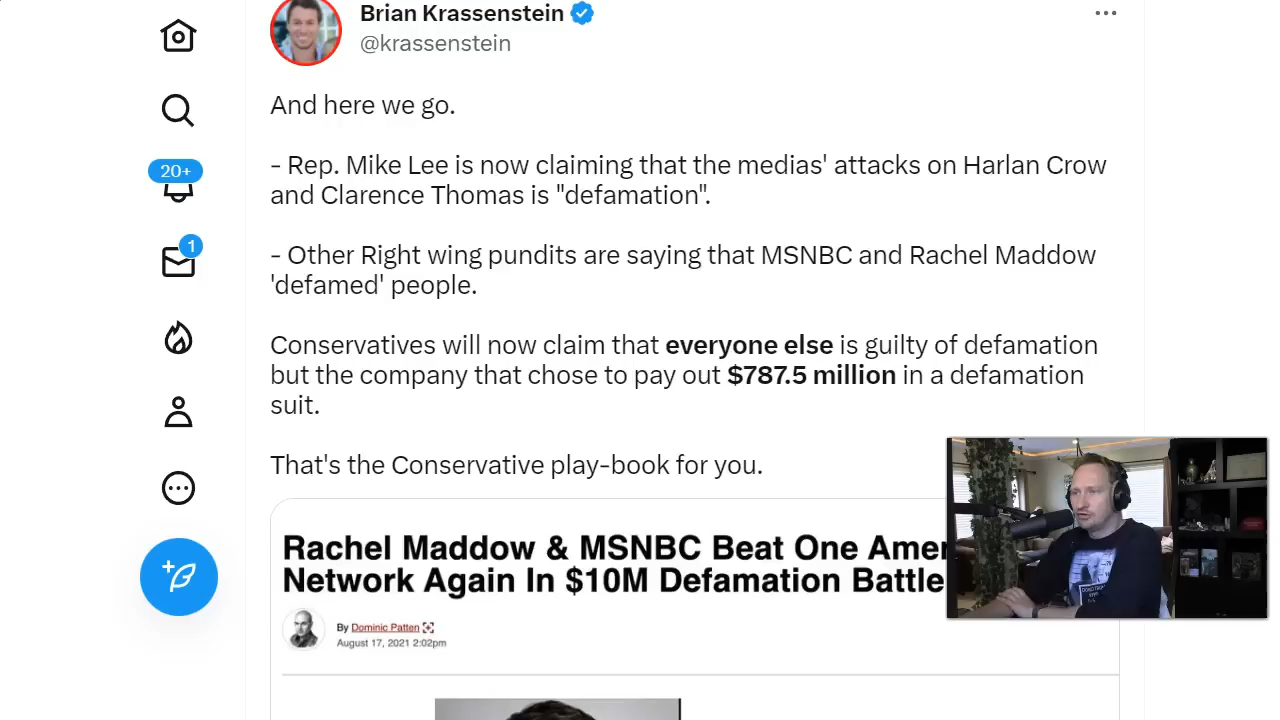 Brian Krassenstein
@krassenstein
And here we go.
20+
- Rep. Mike Lee is now claiming that the medias' attacks on Harlan Crow
and Clarence Thomas is "defamation".
1
- Other Right wing pundits are saying that MSNBC and Rachel Maddow
'defamed' people.
Conservatives will now claim that everyone else is guilty of defamation
but the company that chose to pay out $787.5 million in a defamation
suit.
That's the Conservative play-book for you.
Rachel Maddow & MSNBC Beat One
Network Again In $10M Defamation Battle
By Dominic Patten
August 17, 2021 2:02pm